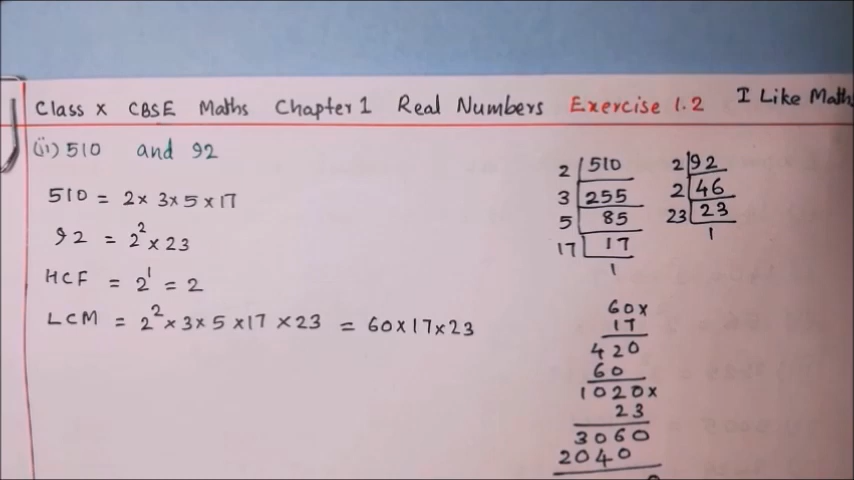 Class X CBSE Maths Chapter 1 Real Numbers Exercise 1.2 I Like Maths
(ii) 510 and 92
510 = 2 × 3 × 5 × 17
92 = 2² × 23
HCF = 2¹ = 2
LCM = 2² × 3 × 5 × 17 × 23 = 60 × 17 × 23
2 | 510
3 | 255
5 | 85
17 | 17
1
2 | 92
2 | 46
23 | 23
1
60 ×
17
420
60
1020 ×
23
3060
2040